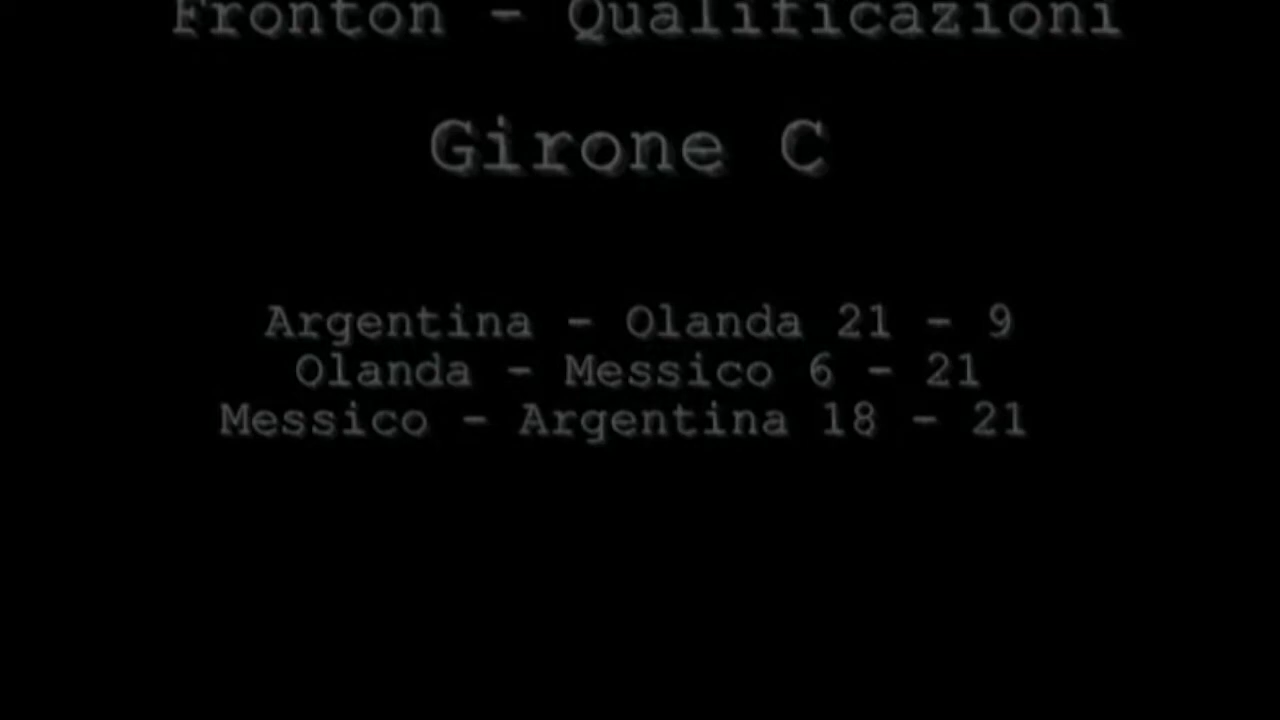 Fronton - Qualificazioni
Girone C
Argentina - Olanda 21 - 9
Olanda - Messico 6 - 21
Messico - Argentina 18 - 21